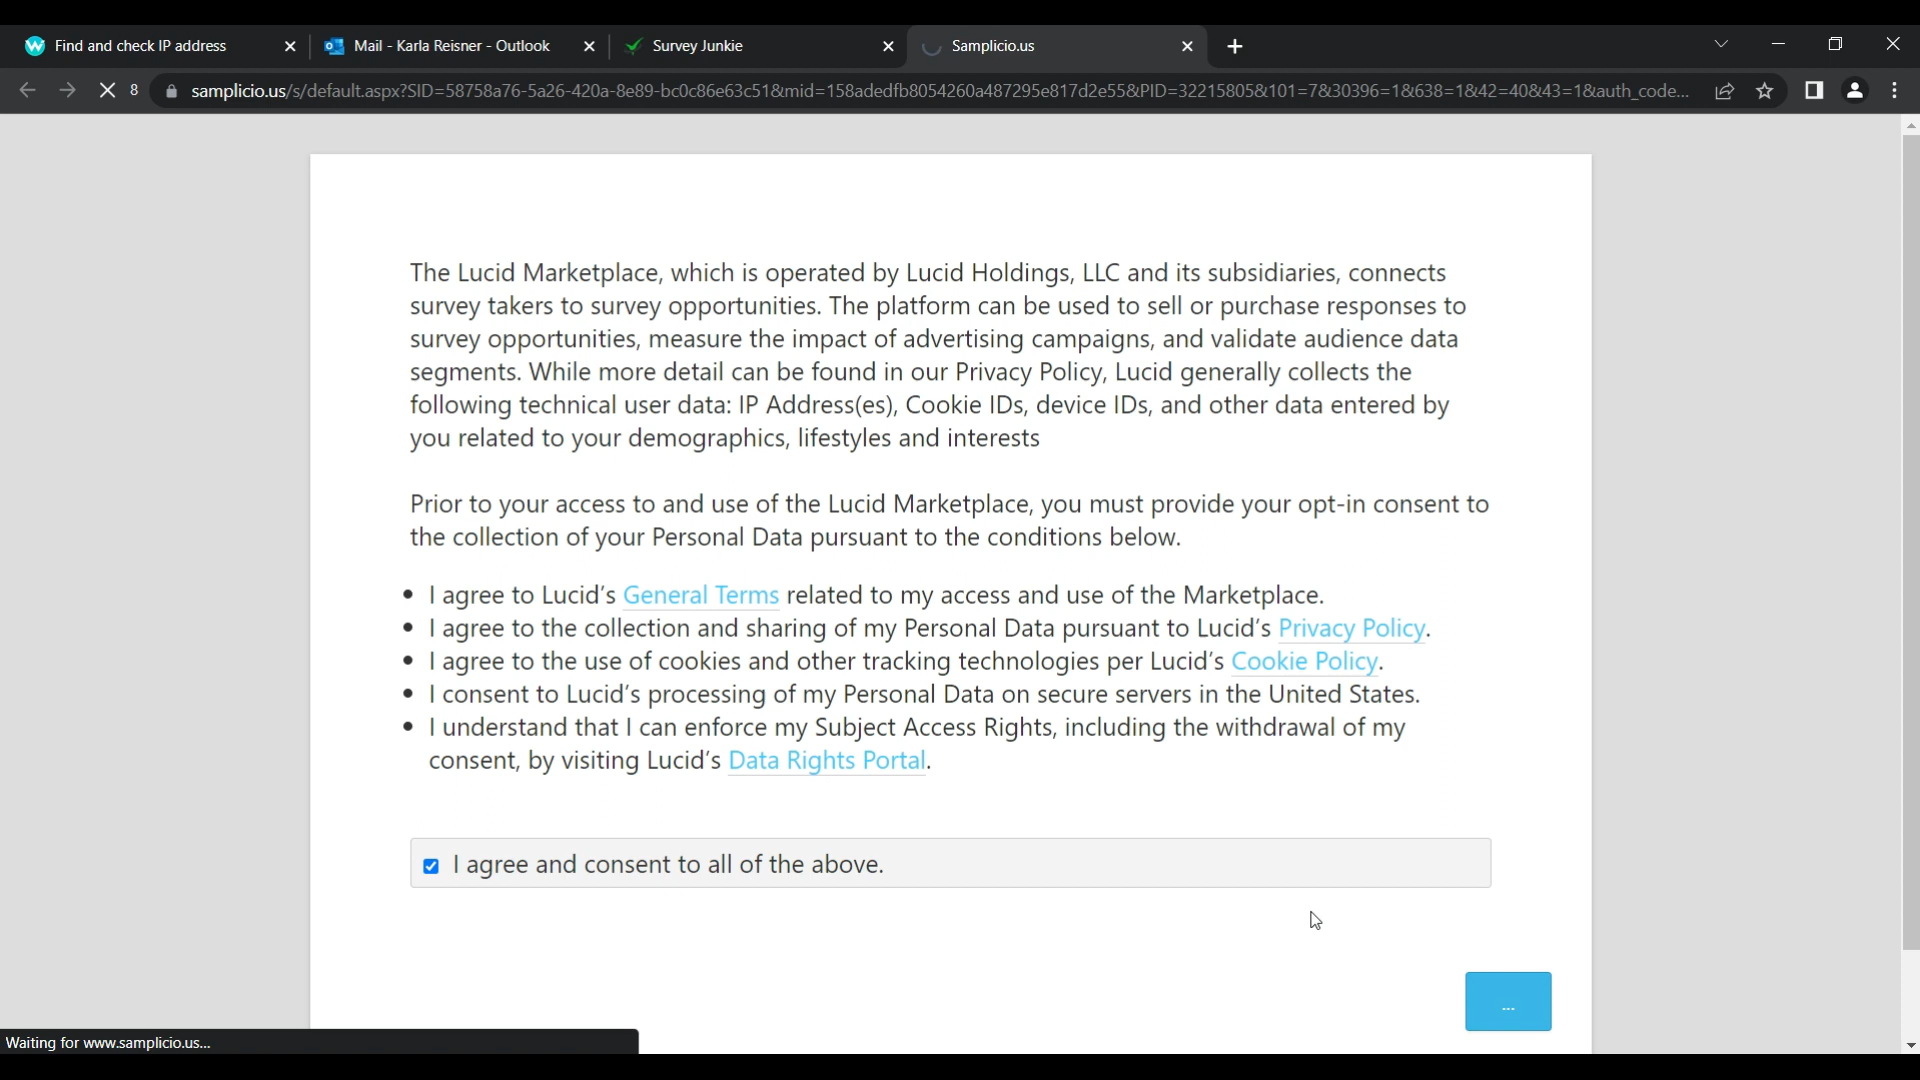 Find and check IP address
Mail - Karla Reisner - Outlook
Survey Junkie
Samplicio.us
8
samplicio.us/s/default.aspx?SID=58758a76-5a26-420a-8e89-bc0c86e63c51&mid=158adedfb8054260a487295e817d2e55&PID=32215805&101=7&30396=1&638=1&42=40&43=1&auth_code...
The Lucid Marketplace, which is operated by Lucid Holdings, LLC and its subsidiaries, connects
survey takers to survey opportunities. The platform can be used to sell or purchase responses to
survey opportunities, measure the impact of advertising campaigns, and validate audience data
segments. While more detail can be found in our Privacy Policy, Lucid generally collects the
following technical user data: IP Address(es), Cookie IDs, device IDs, and other data entered by
you related to your demographics, lifestyles and interests
Prior to your access to and use of the Lucid Marketplace, you must provide your opt-in consent to
the collection of your Personal Data pursuant to the conditions below.
• I agree to Lucid's General Terms related to my access and use of the Marketplace.
• I agree to the collection and sharing of my Personal Data pursuant to Lucid's Privacy Policy.
• I agree to the use of cookies and other tracking technologies per Lucid's Cookie Policy.
• I consent to Lucid's processing of my Personal Data on secure servers in the United States.
• I understand that I can enforce my Subject Access Rights, including the withdrawal of my
consent, by visiting Lucid's Data Rights Portal.
I agree and consent to all of the above.
...
Waiting for www.samplicio.us...